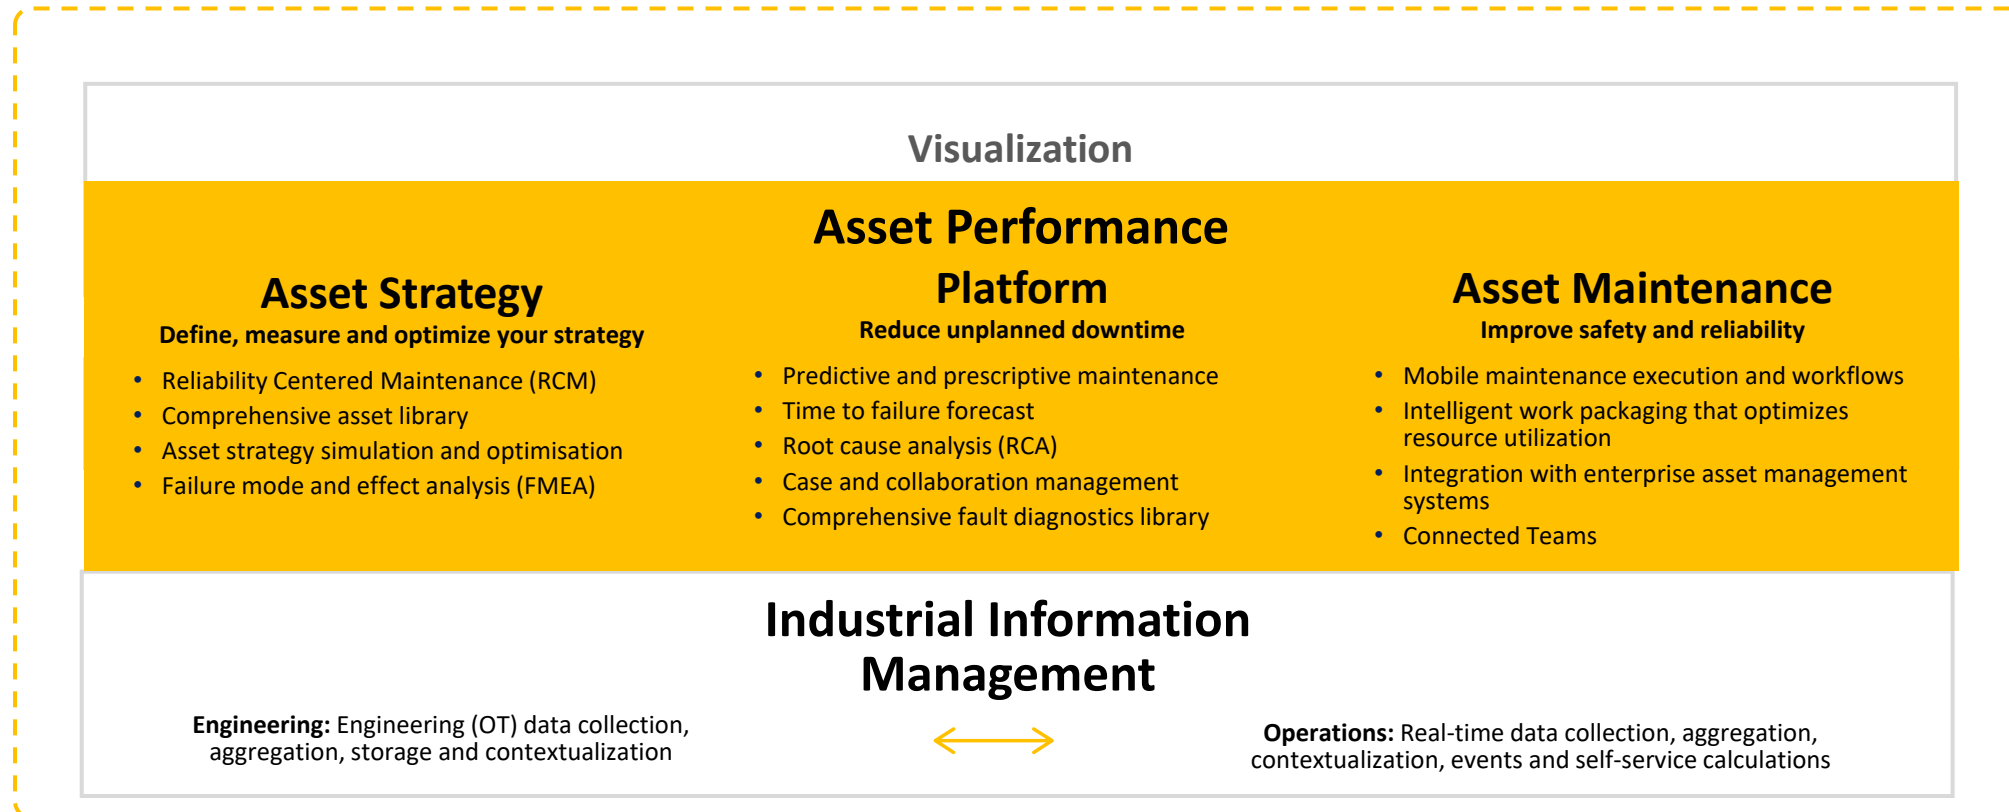 Visualization
Asset Performance
Platform
Reduce unplanned downtime
Asset Strategy
Define, measure and optimize your strategy
• Reliability Centered Maintenance (RCM)
• Comprehensive asset library
• Asset strategy simulation and optimisation
• Failure mode and effect analysis (FMEA)
• Predictive and prescriptive maintenance
• Time to failure forecast
• Root cause analysis (RCA)
• Case and collaboration management
• Comprehensive fault diagnostics library
Asset Maintenance
Improve safety and reliability
• Mobile maintenance execution and workflows
• Intelligent work packaging that optimizes
resource utilization
• Integration with enterprise asset management
systems
• Connected Teams
Industrial Information
Management
Engineering: Engineering (OT) data collection,
aggregation, storage and contextualization
Operations: Real-time data collection, aggregation,
contextualization, events and self-service calculations